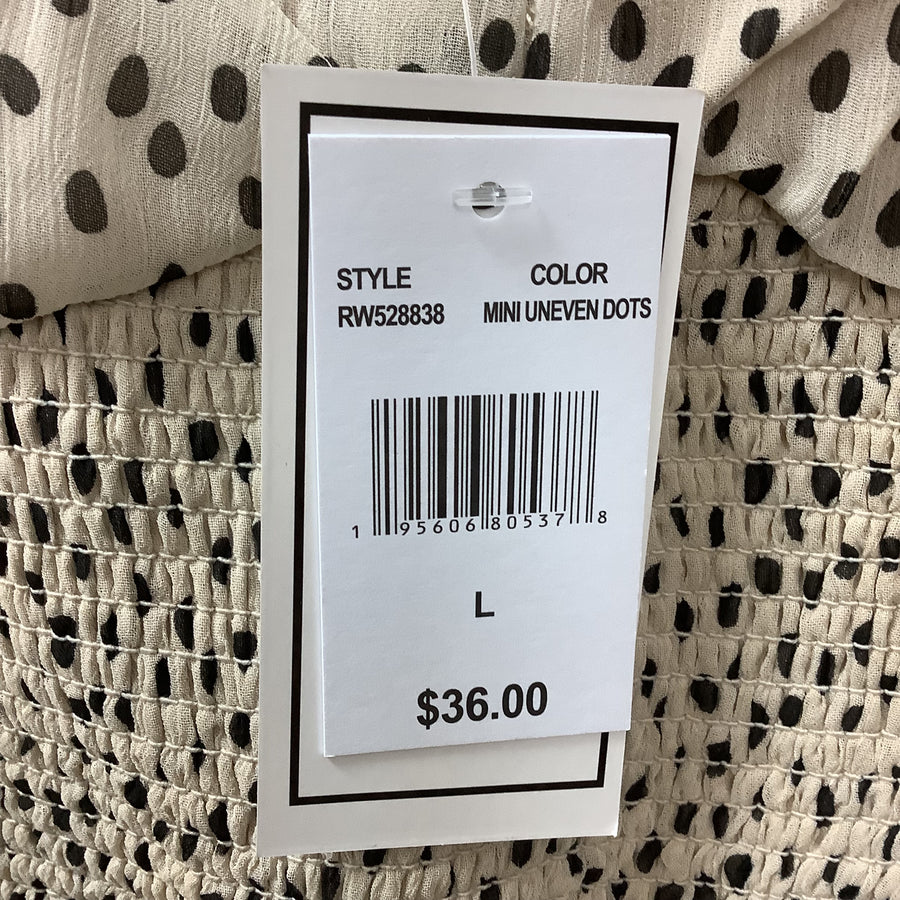 STYLE COLOR
RW528838 MINI UNEVEN DOTS
1 95606 80537 8
L
$36.00